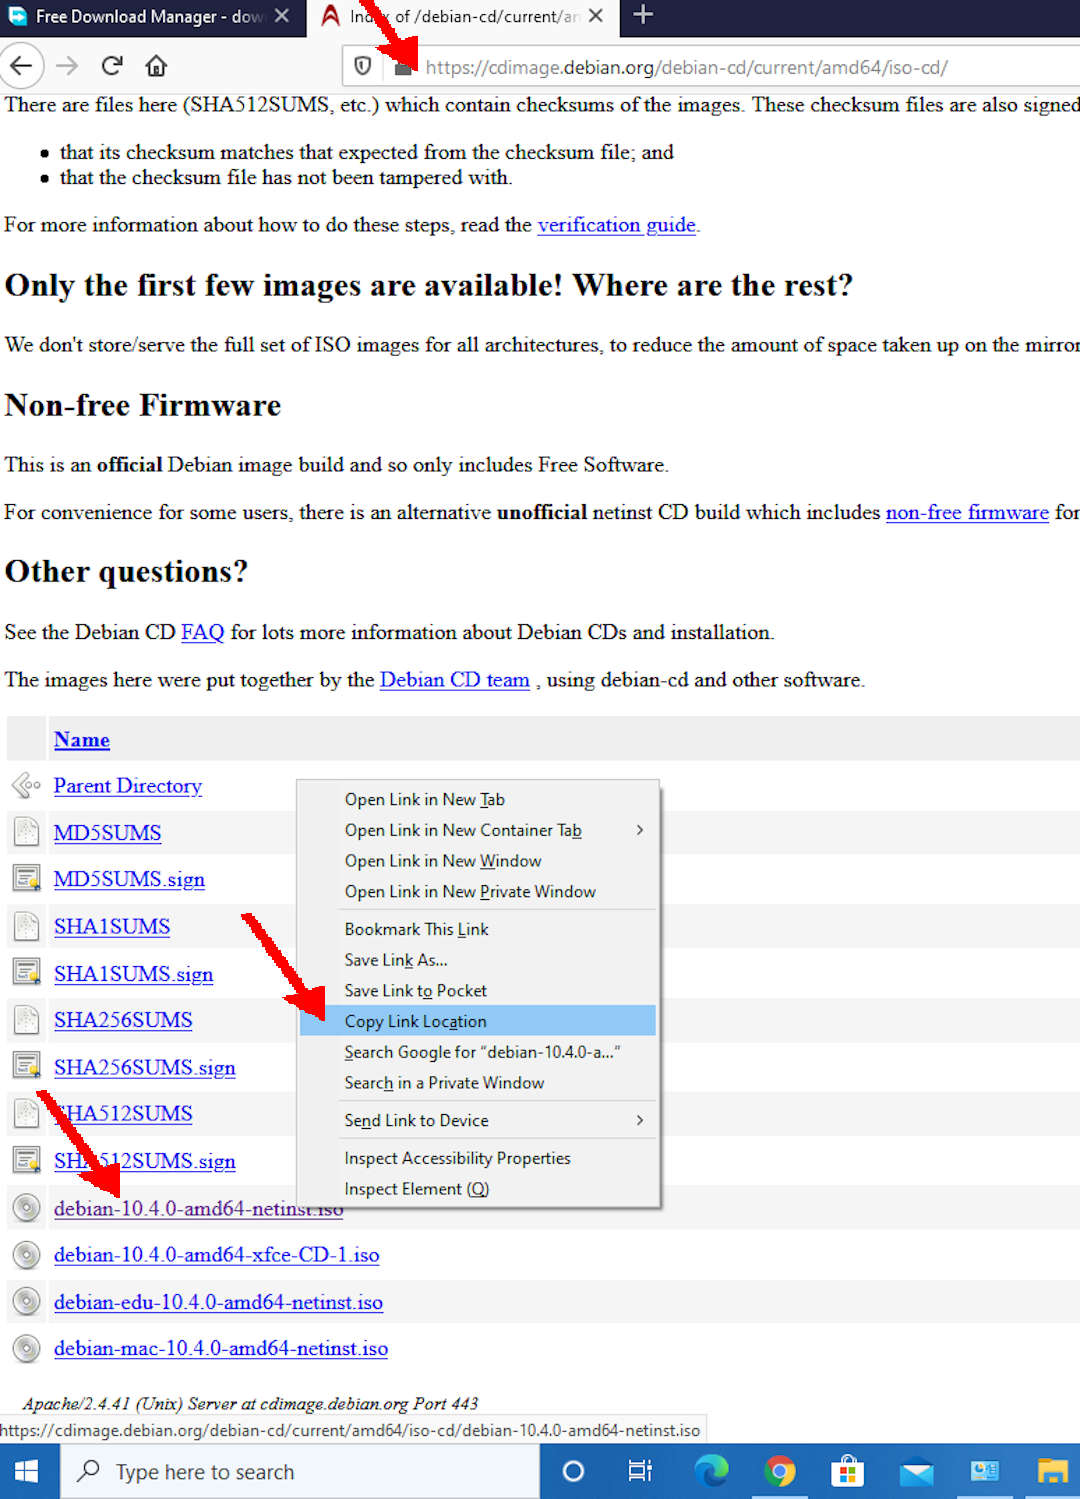 Free Download Manager - dow
Index of /debian-cd/current/am
https://cdimage.debian.org/debian-cd/current/amd64/iso-cd/
There are files here (SHA512SUMS, etc.) which contain checksums of the images. These checksum files are also signed
that its checksum matches that expected from the checksum file; and
that the checksum file has not been tampered with.
For more information about how to do these steps, read the verification guide.
Only the first few images are available! Where are the rest?
We don't store/serve the full set of ISO images for all architectures, to reduce the amount of space taken up on the mirror
Non-free Firmware
This is an official Debian image build and so only includes Free Software.
For convenience for some users, there is an alternative unofficial netinst CD build which includes non-free firmware for
Other questions?
See the Debian CD FAQ for lots more information about Debian CDs and installation.
The images here were put together by the Debian CD team , using debian-cd and other software.
Name
Parent Directory
MD5SUMS
MD5SUMS.sign
SHA1SUMS
SHA1SUMS.sign
SHA256SUMS
SHA256SUMS.sign
SHA512SUMS
SHA512SUMS.sign
debian-10.4.0-amd64-netinst.iso
debian-10.4.0-amd64-xfce-CD-1.iso
debian-edu-10.4.0-amd64-netinst.iso
debian-mac-10.4.0-amd64-netinst.iso
Open Link in New Tab
Open Link in New Container Tab
Open Link in New Window
Open Link in New Private Window
Bookmark This Link
Save Link As...
Save Link to Pocket
Copy Link Location
Search Google for “debian-10.4.0-a...“
Search in a Private Window
Send Link to Device
Inspect Accessibility Properties
Inspect Element (Q)
Apache/2.4.41 (Unix) Server at cdimage.debian.org Port 443
https://cdimage.debian.org/debian-cd/current/amd64/iso-cd/debian-10.4.0-amd64-netinst.iso
Type here to search